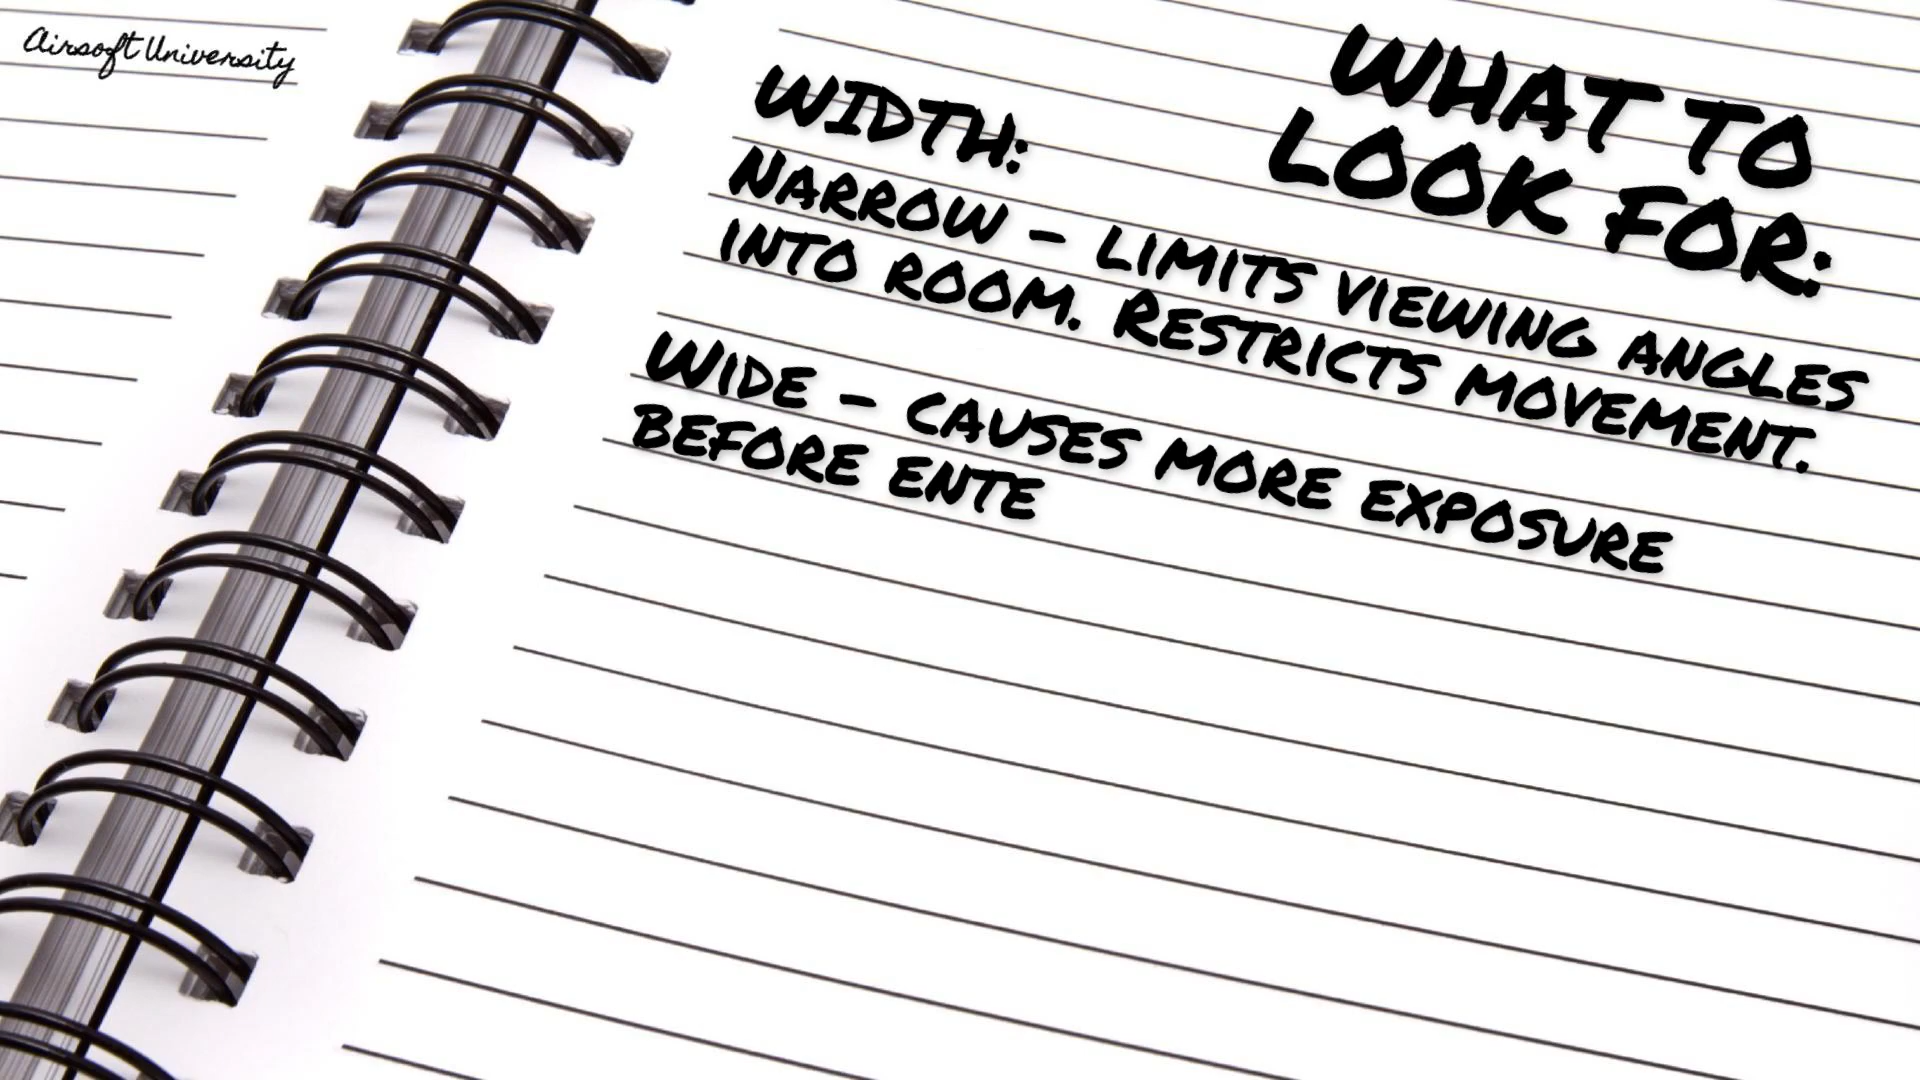 Airsoft University
WHAT TO
LOOK FOR:
WIDTH:
NARROW - LIMITS VIEWING ANGLES
INTO ROOM. RESTRICTS MOVEMENT.
WIDE - CAUSES MORE EXPOSURE
BEFORE ENTE